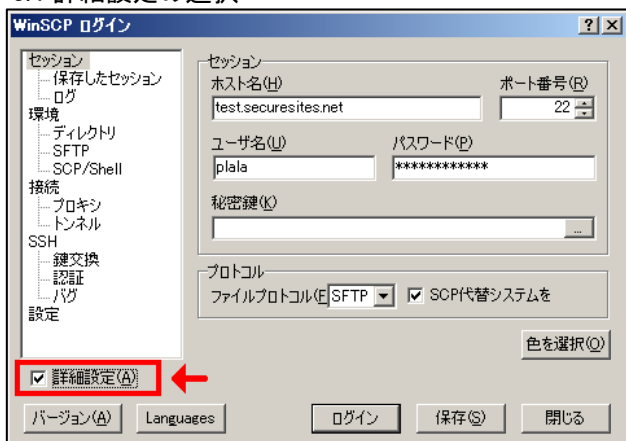 WinSCP ログイン
セッション
保存したセッション
ログ
環境
ディレクトリ
SFTP
SCP/Shell
接続
プロキシ
トンネル
SSH
鍵交換
認証
バグ
設定
セッション
ホスト名(H)
ポート番号(R)
test.securesites.net
22
ユーザ名(U)
パスワード(P)
plala
************
秘密鍵(K)
...
プロトコル
ファイルプロトコル(F
SFTP
SCP代替システムを
色を選択(O)
詳細設定(A)
バージョン(A)
Languages
ログイン
保存(S)
閉じる